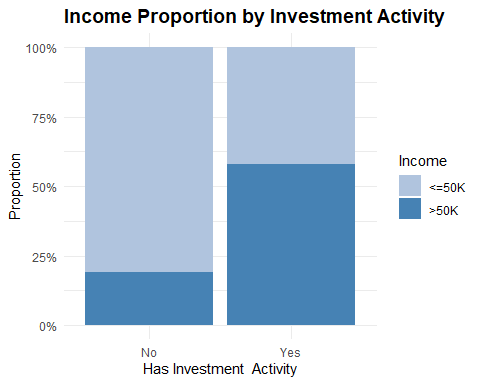 Income Proportion by Investment Activity
100%
75%
50%
25%
0%
Proportion
No
Yes
Has Investment  Activity
Income
<=50K
>50K